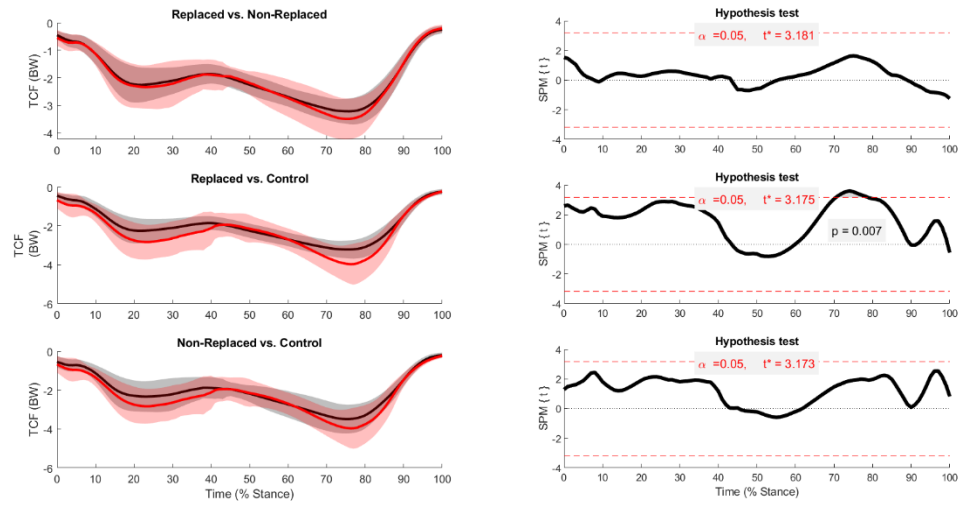 Replaced vs. Non-Replaced
0
-1
-2
-3
-4
TCF (BW)
0 10 20 30 40 50 60 70 80 90 100
Hypothesis test
α =0.05, t* = 3.181
4
2
0
-2
-4
SPM { t }
0 10 20 30 40 50 60 70 80 90 100
Replaced vs. Control
0
-2
-4
-6
TCF
(BW)
0 10 20 30 40 50 60 70 80 90 100
Hypothesis test
α =0.05, t* = 3.175
p = 0.007
4
2
0
-2
-4
SPM { t }
0 10 20 30 40 50 60 70 80 90 100
Non-Replaced vs. Control
0
-2
-4
-6
TCF (BW)
0 10 20 30 40 50 60 70 80 90 100
Time (% Stance)
Hypothesis test
α =0.05, t* = 3.173
4
2
0
-2
-4
SPM { t }
0 10 20 30 40 50 60 70 80 90 100